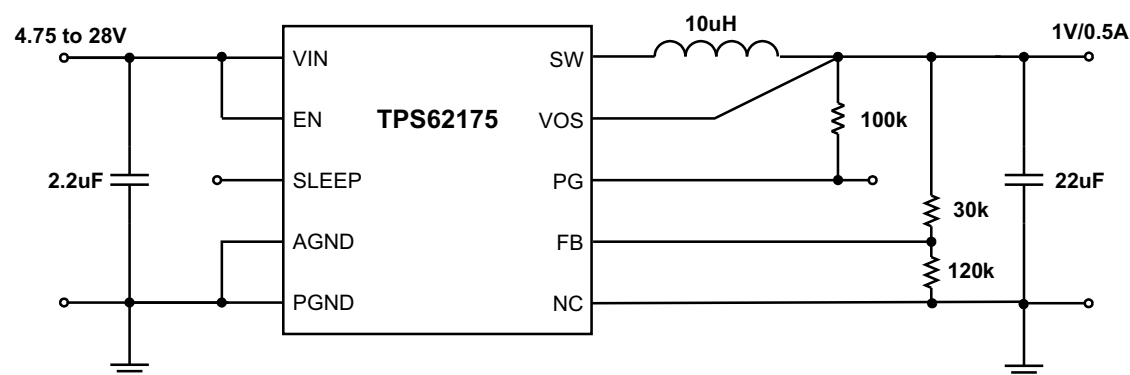 4.75 to 28V
10uH
1V/0.5A
VIN
SW
EN
TPS62175
VOS
100k
2.2uF
SLEEP
PG
22uF
30k
AGND
FB
120k
PGND
NC